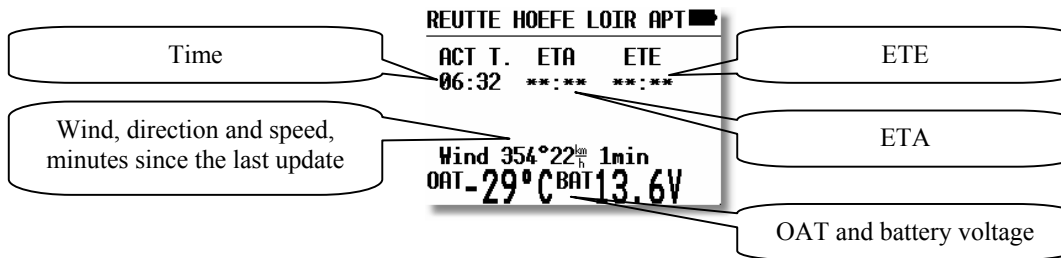 REUTTE HOEFE LOIR APT
Time
ACT T. ETA ETE
06:32 **:** **:**
ETE
Wind, direction and speed,
minutes since the last update
ETA
Wind 354°22km/h 1min
OAT-29°C BAT13.6V
OAT and battery voltage